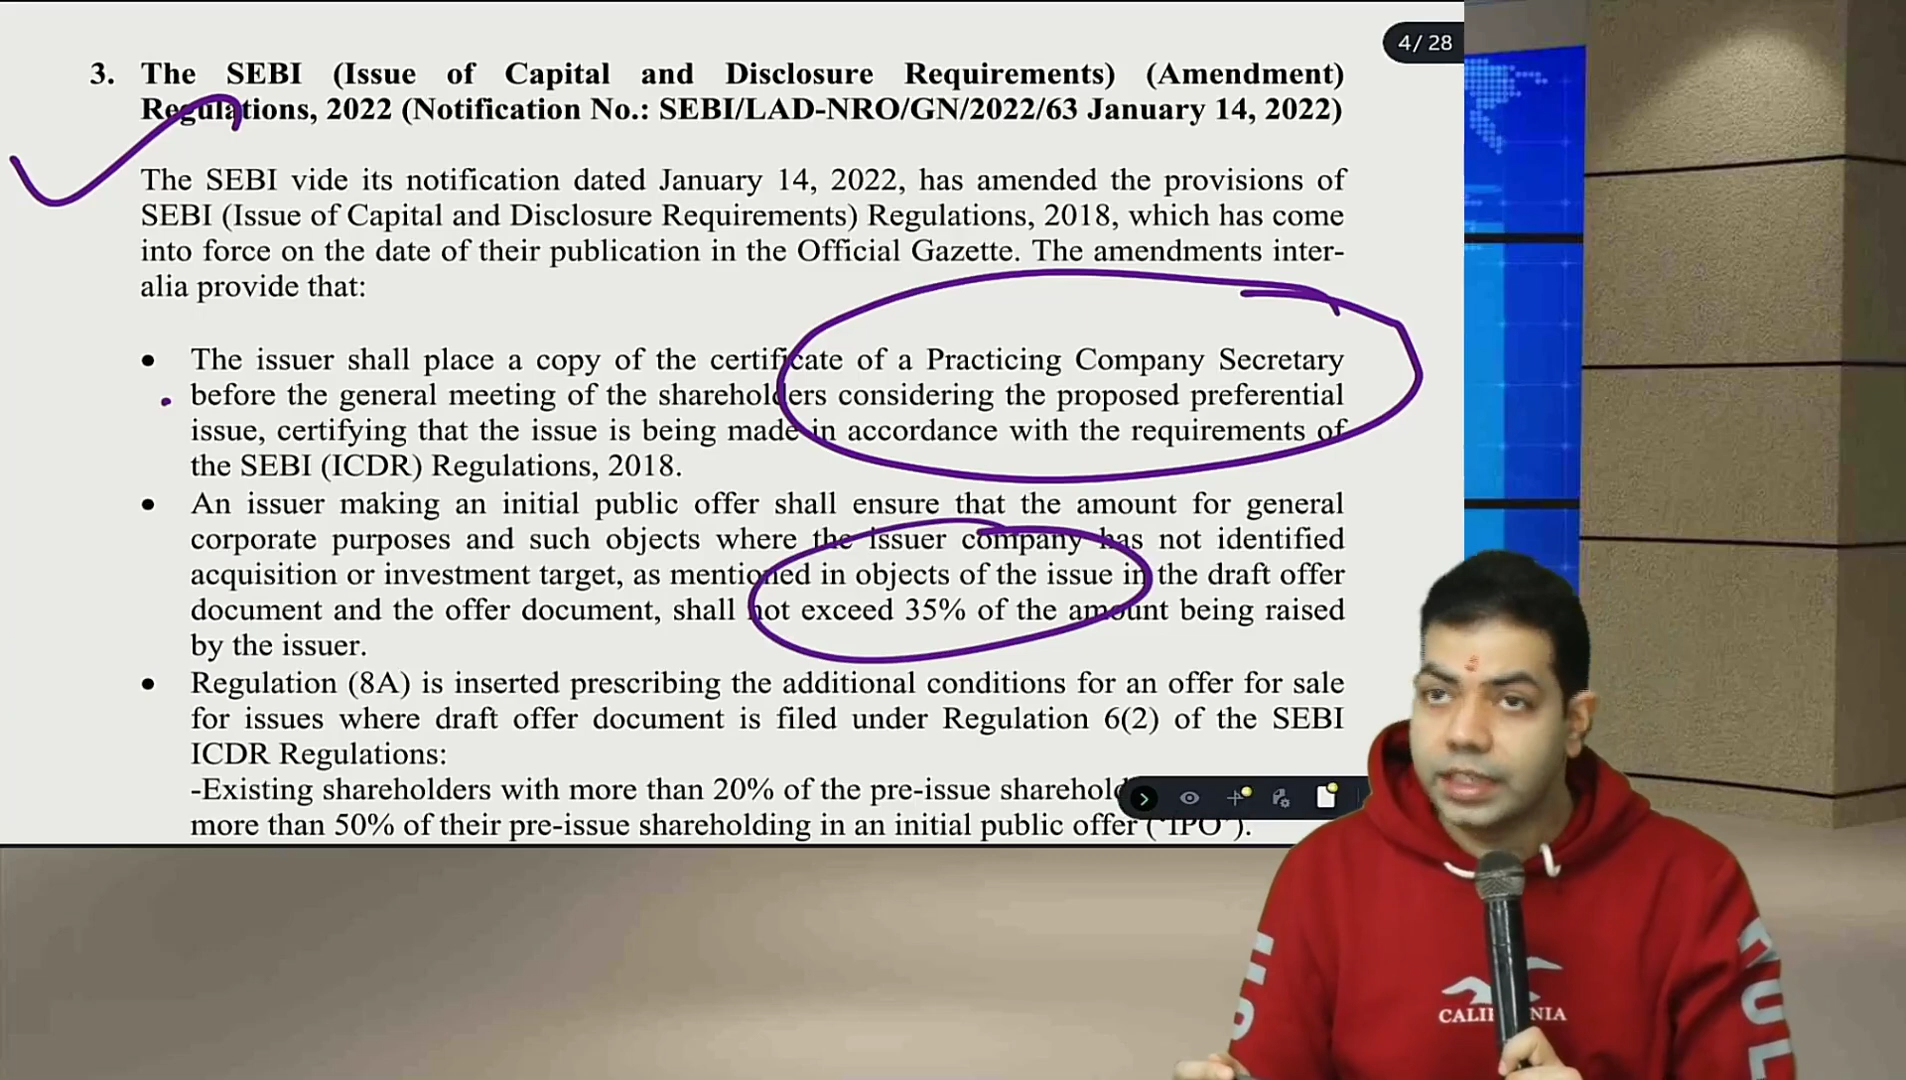 4/ 28
3. The SEBI (Issue of Capital and Disclosure Requirements) (Amendment)
Regulations, 2022 (Notification No.: SEBI/LAD-NRO/GN/2022/63 January 14, 2022)
The SEBI vide its notification dated January 14, 2022, has amended the provisions of
SEBI (Issue of Capital and Disclosure Requirements) Regulations, 2018, which has come
into force on the date of their publication in the Official Gazette. The amendments inter-
alia provide that:
• The issuer shall place a copy of the certificate of a Practicing Company Secretary
before the general meeting of the shareholders considering the proposed preferential
issue, certifying that the issue is being made in accordance with the requirements of
the SEBI (ICDR) Regulations, 2018.
• An issuer making an initial public offer shall ensure that the amount for general
corporate purposes and such objects where the issuer company has not identified
acquisition or investment target, as mentioned in objects of the issue in the draft offer
document and the offer document, shall not exceed 35% of the amount being raised
by the issuer.
• Regulation (8A) is inserted prescribing the additional conditions for an offer for sale
for issues where draft offer document is filed under Regulation 6(2) of the SEBI
ICDR Regulations:
-Existing shareholders with more than 20% of the pre-issue
more than 50% of their pre-issue shareholding in an initial public offer ("IPO").